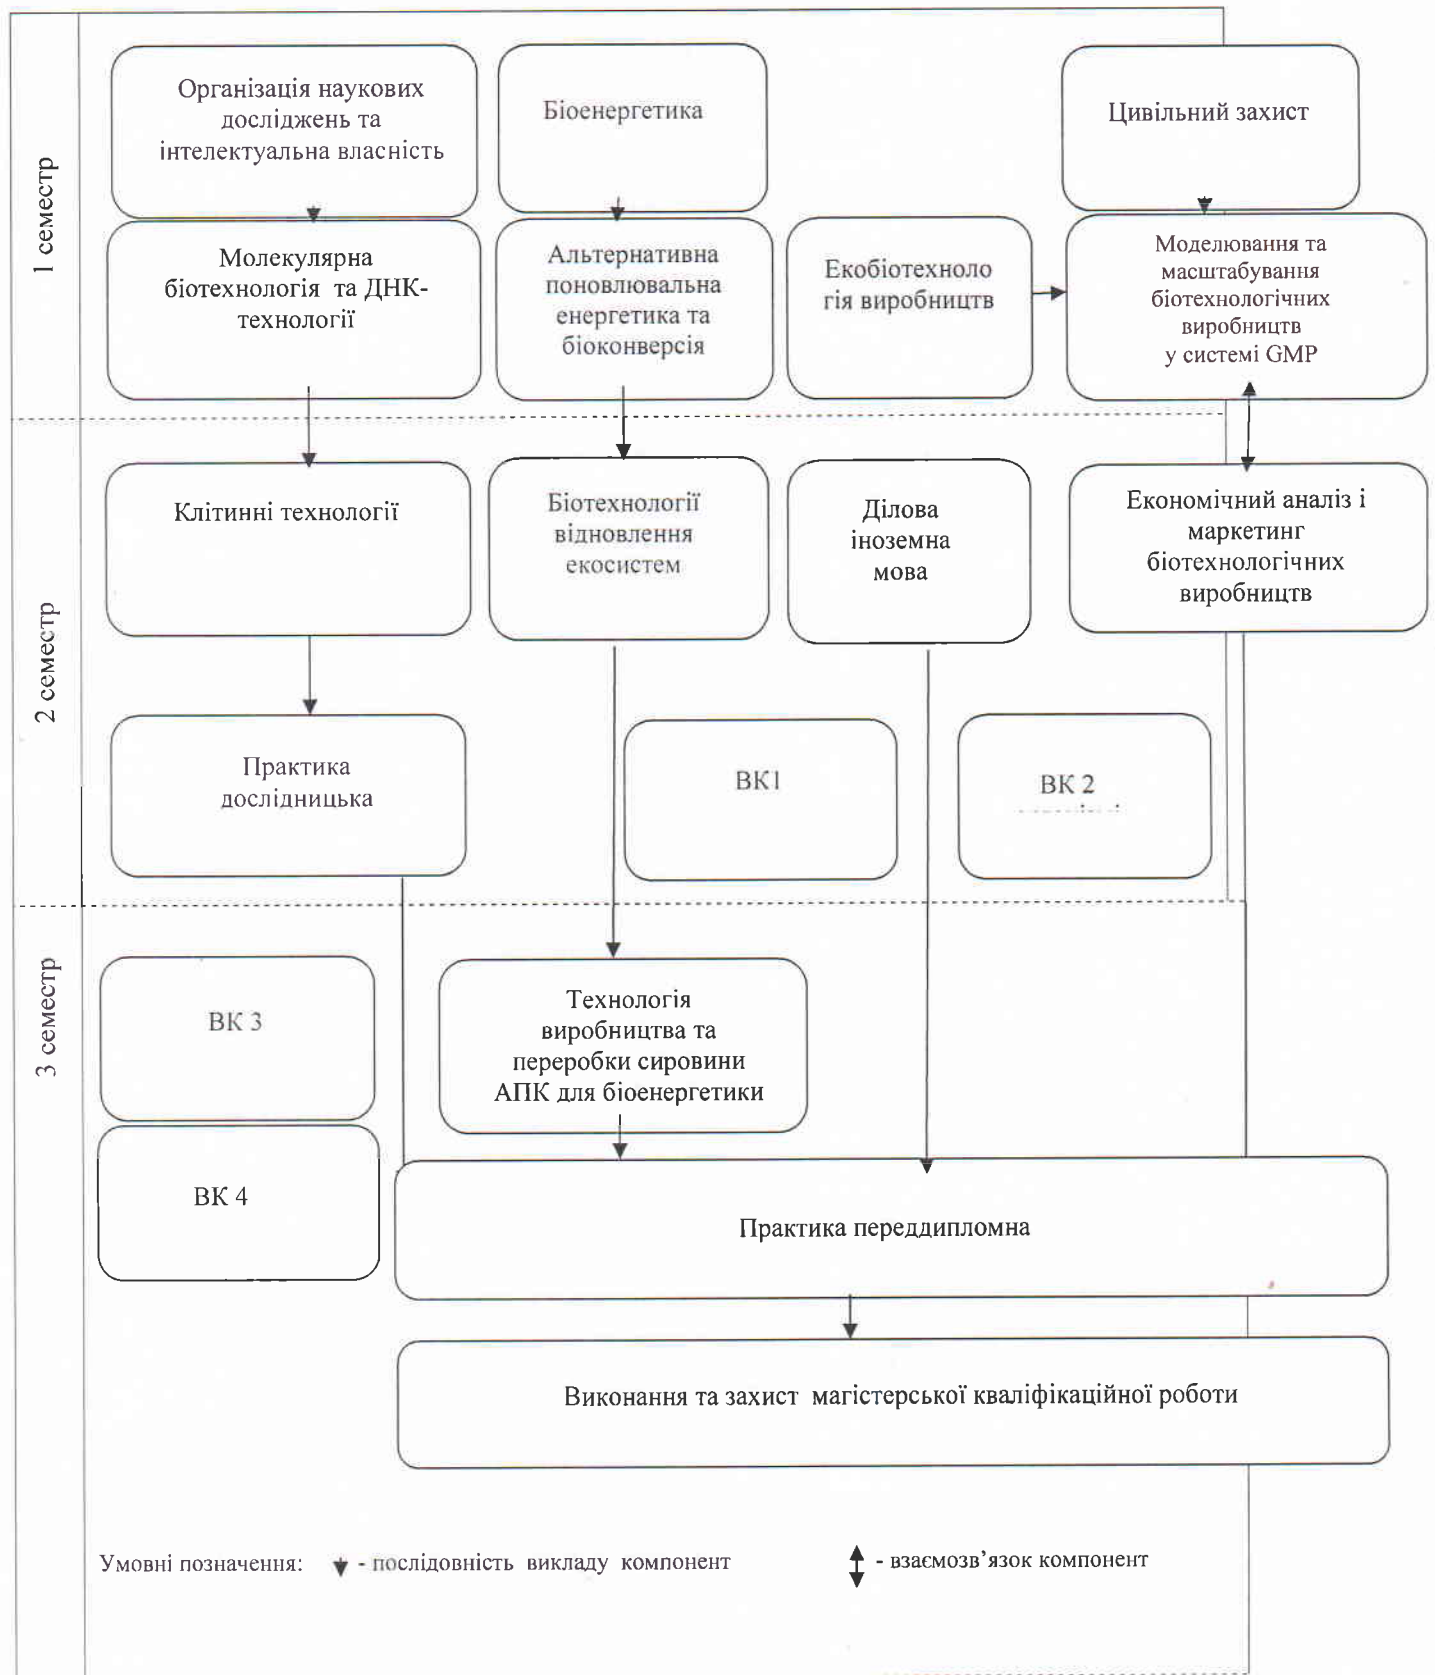 1 семестр
Організація наукових
досліджень та
інтелектуальна власність
Біоенергетика
Цивільний захист
Молекулярна
біотехнологія та ДНК-
технології
Альтернативна
поновлювальна
енергетика та
біоконверсія
Екобіотехноло
гія виробництв
Моделювання та
масштабування
біотехнологічних
виробництв
у системі GMP
2 семестр
Клітинні технології
Біотехнології
відновлення
екосистем
Ділова
іноземна
мова
Економічний аналіз і
маркетинг
біотехнологічних
виробництв
Практика
дослідницька
ВК1
ВК 2
3 семестр
ВК 3
Технологія
виробництва та
переробки сировини
АПК для біоенергетики
ВК 4
Практика переддипломна
Виконання та захист магістерської кваліфікаційної роботи
Умовні позначення: - послідовність викладу компонент - взаємозв’язок компонент